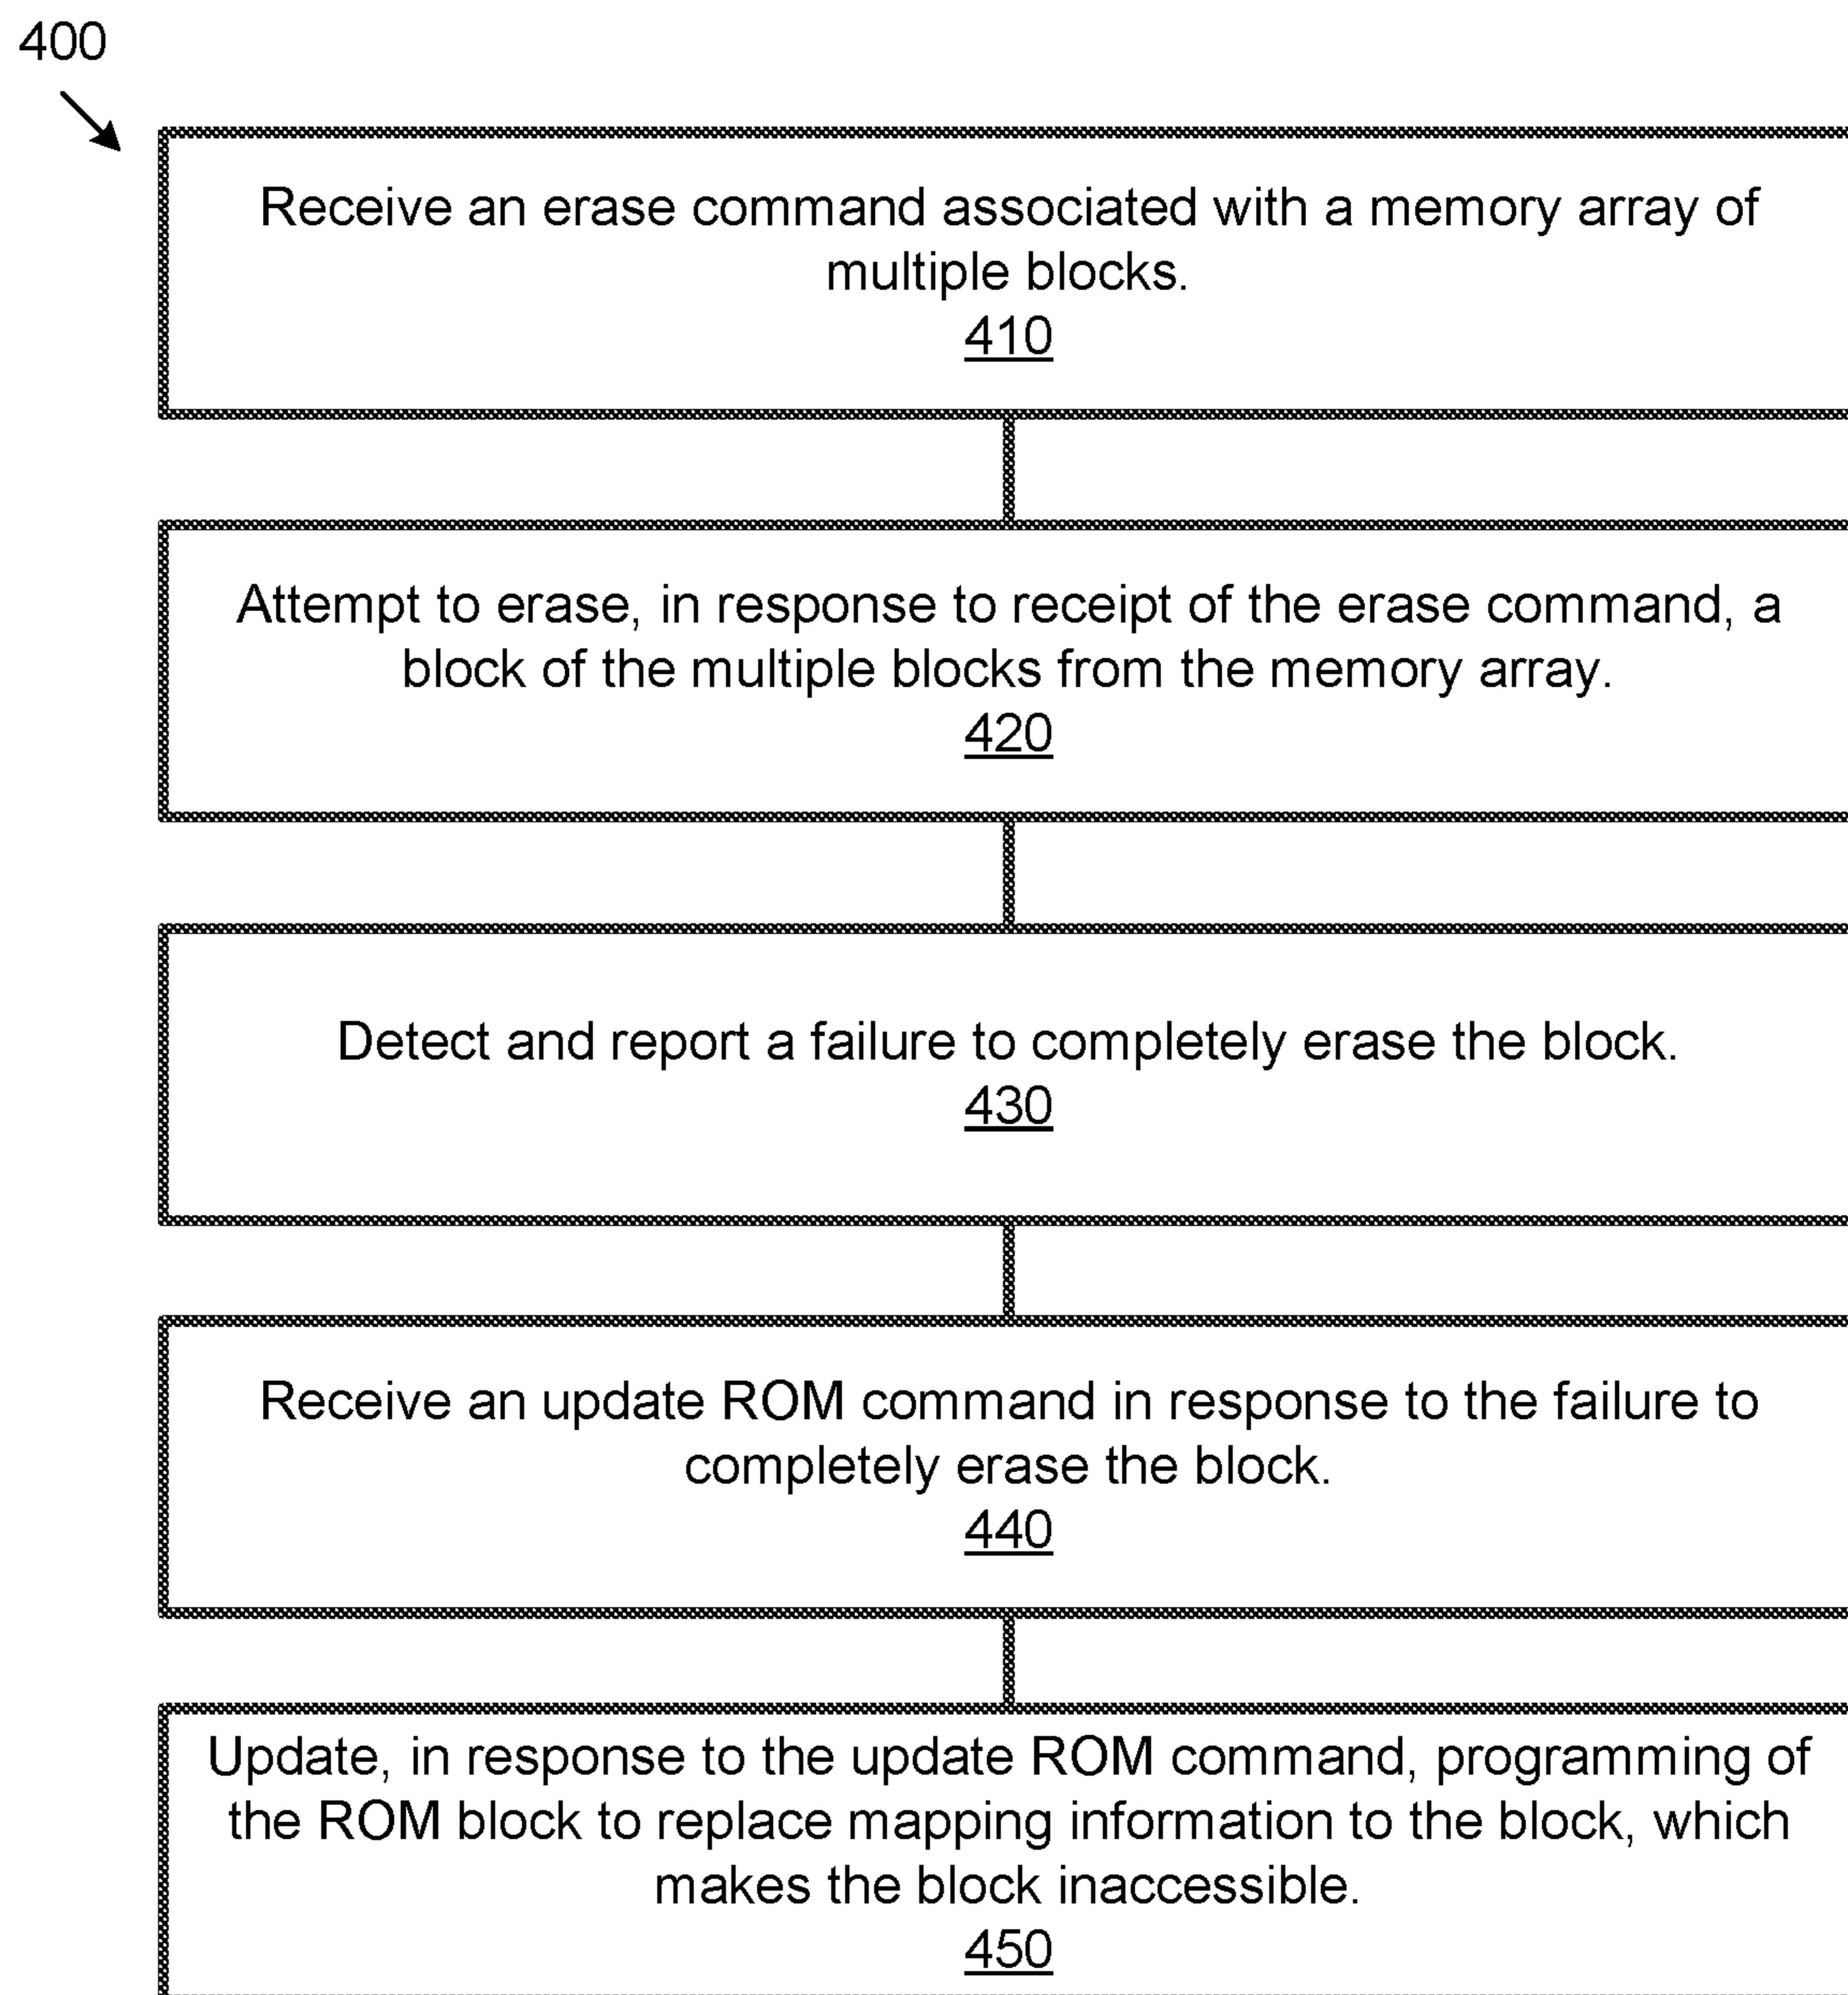 400
Receive an erase command associated with a memory array of
multiple blocks.
410
Attempt to erase, in response to receipt of the erase command, a
block of the multiple blocks from the memory array.
420
Detect and report a failure to completely erase the block.
430
Receive an update ROM command in response to the failure to
completely erase the block.
440
Update, in response to the update ROM command, programming of
the ROM block to replace mapping information to the block, which
makes the block inaccessible.
450